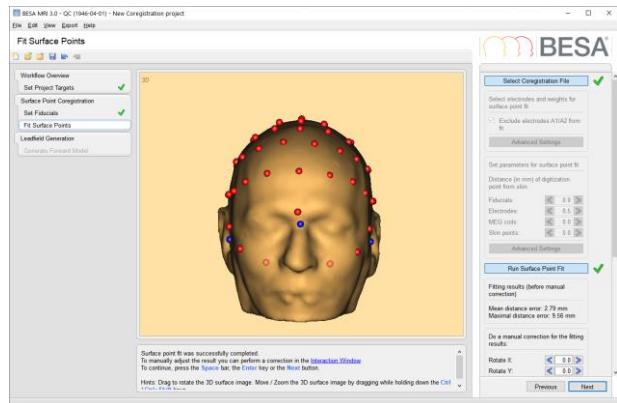 BESA MRI 3.0 - QC (1946-04-01) - New Coregistration project
File Edit View Export Help
Fit Surface Points
Workflow Overview
Set Project Targets
Surface Point Coregistration
Set Fiducials
Fit Surface Points
Leadfield Generation
Generate Forward Model
3D
Surface point fit was successfully completed.
To manually adjust the result you can perform a correction in the Interaction Window
To continue, press the Space bar, the Enter key or the Next button.
Hints: Drag to rotate the 3D surface image. Move / Zoom the 3D surface image by dragging while holding down the Ctrl
BESA
Select Coregistration File
Select electrodes and weights for
surface point fit
Exclude electrodes A1/A2 from
fit
Advanced Settings
Set parameters for surface point fit
Distance (in mm) of digitization
point from skin
Fiducials: 0.0
Electrodes: 8.5
MEG coils: 0.0
Skin points: 0.0
Advanced Settings
Run Surface Point Fit
Fitting results (before manual
correction)
Mean distance error: 2.79 mm
Maximal distance error: 9.56 mm
Do a manual correction for the fitting
results:
Rotate X: 0.0
Rotate Y: 0.0
Previous Next